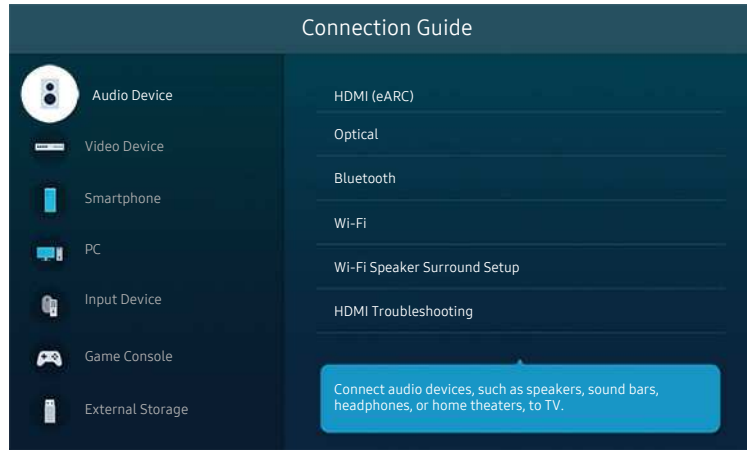 Connection Guide
Audio Device
Video Device
Smartphone
PC
Input Device
Game Console
External Storage
HDMI (eARC)
Optical
Bluetooth
Wi-Fi
Wi-Fi Speaker Surround Setup
HDMI Troubleshooting
Connect audio devices, such as speakers, sound bars,
headphones, or home theaters, to TV.